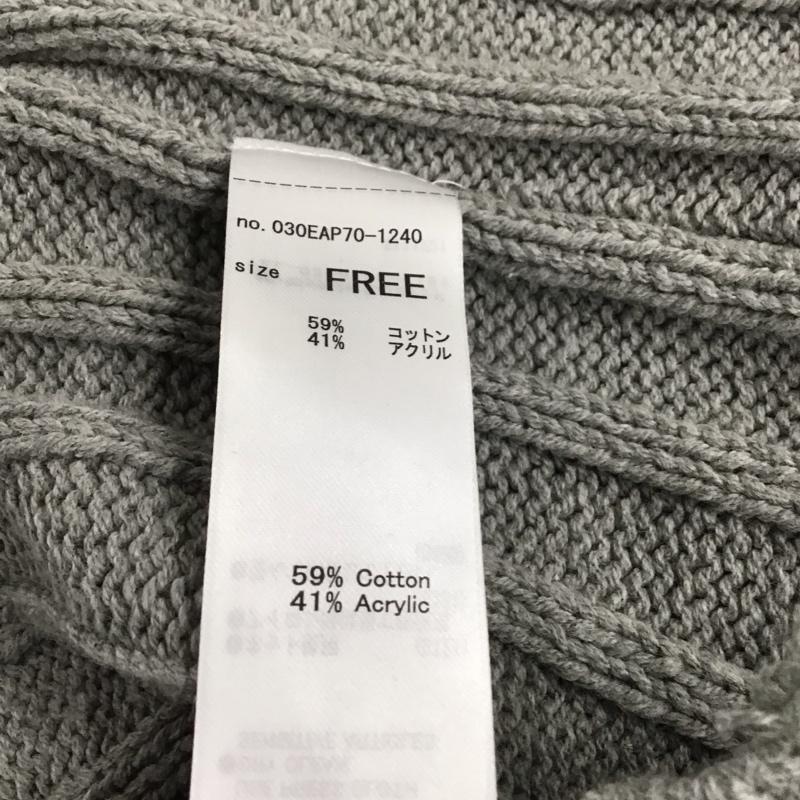 no. 030EAP70-1240
size FREE
59% コットン
41% アクリル
59% Cotton
41% Acrylic